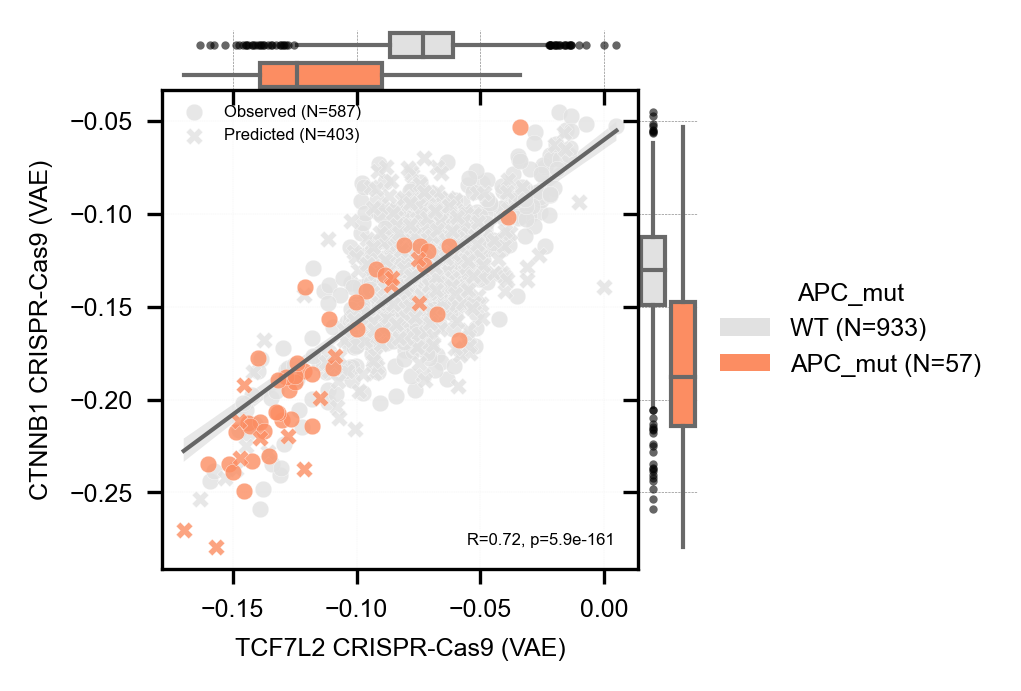 Observed (N=587)
Predicted (N=403)
−0.05
−0.10
−0.15
−0.20
−0.25
CTNNB1 CRISPR-Cas9 (VAE)
R=0.72, p=5.9e-161
−0.15
−0.10
−0.05
0.00
TCF7L2 CRISPR-Cas9 (VAE)
APC_mut
WT (N=933)
APC_mut (N=57)